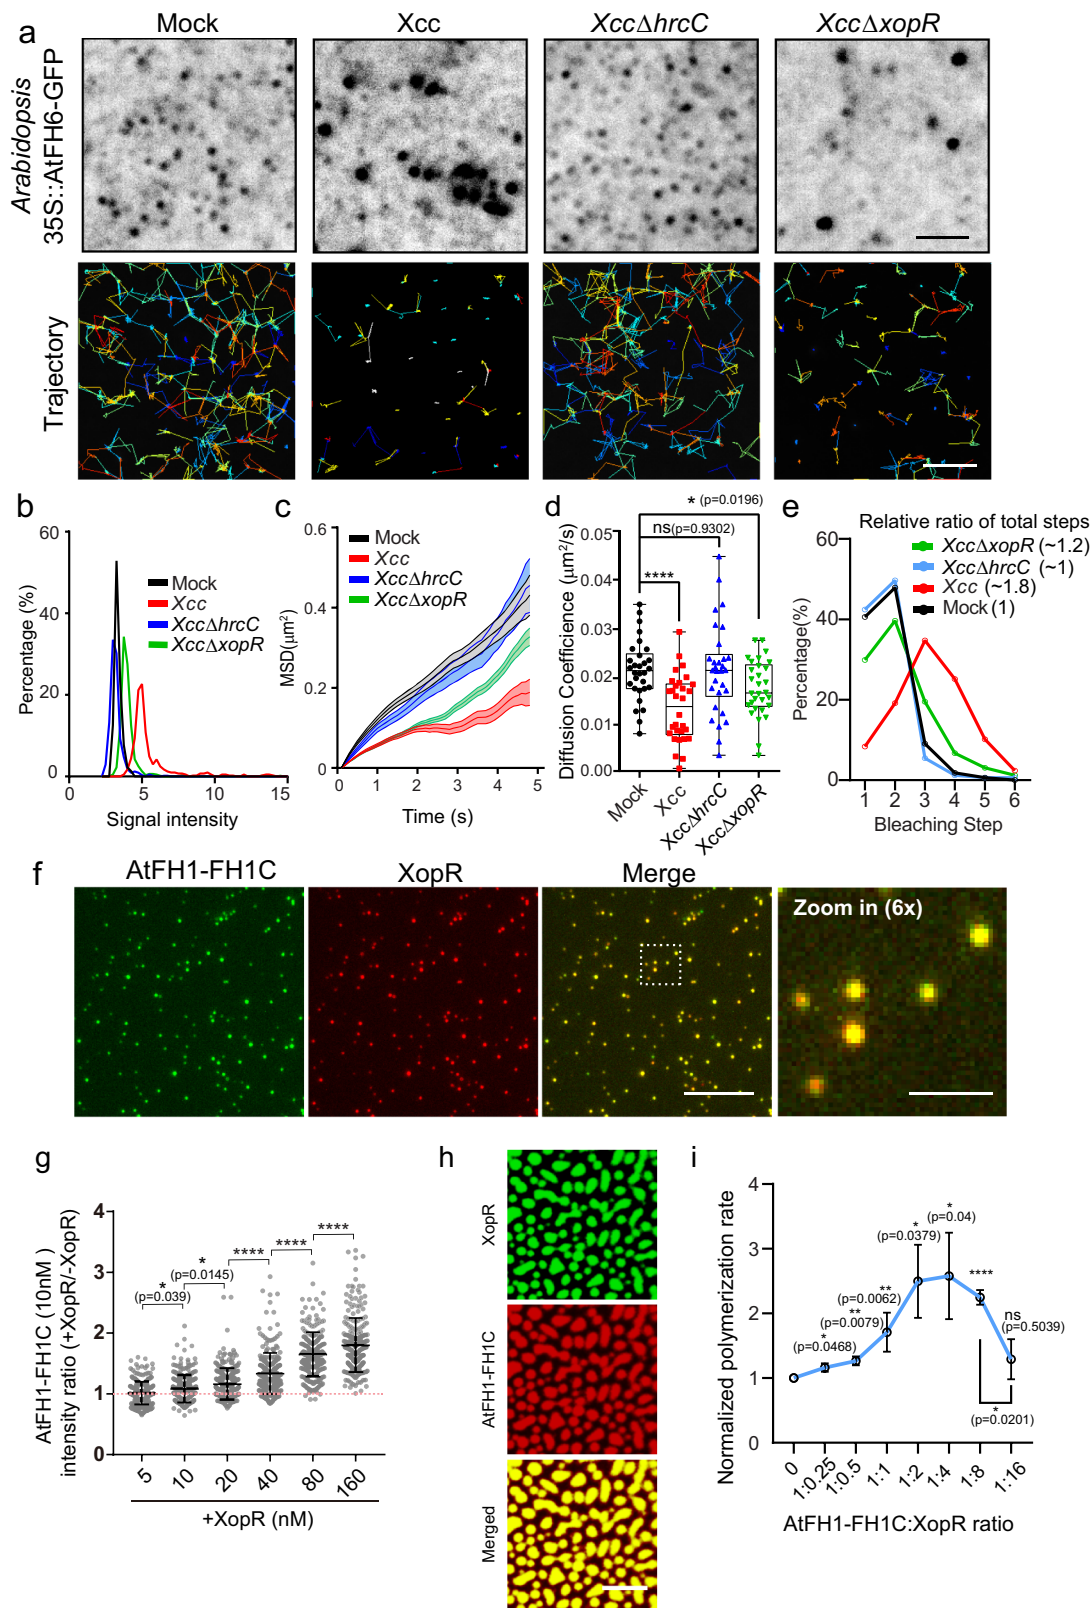 a
Mock
Xcc
XccΔhrcC
XccΔxopR
Arabidopsis
35S::AtFH6-GFP
Trajectory
b
Percentage (%)
60
40
20
0
0
5
10
15
Signal intensity
Mock
Xcc
XccΔhrcC
XccΔxopR
c
MSD(μm²)
0.6
0.4
0.2
0
0
1
2
3
4
5
Time (s)
Mock
Xcc
XccΔhrcC
XccΔxopR
d
Diffusion Coefficience (μm²/s)
0.05
0.04
0.03
0.02
0.01
0.00
* (p=0.0196)
ns(p=0.9302)
****
Mock
Xcc
XccΔhrcC
XccΔxopR
e
Relative ratio of total steps
XccΔxopR (~1.2)
XccΔhrcC (~1)
Xcc (~1.8)
Mock (1)
Percentage(%)
60
40
20
0
1
2
3
4
5
6
Bleaching Step
f
AtFH1-FH1C
XopR
Merge
Zoom in (6x)
g
AtFH1-FH1C (10nM)
intensity ratio (+XopR/-XopR)
4
3
2
1
0
*
(p=0.039)
*
(p=0.0145)
****
****
****
5
10
20
40
80
160
+XopR (nM)
h
XopR
AtFH1-FH1C
Merged
i
Normalized polymerization rate
4
3
2
1
0
*
(p=0.0468)
**
(p=0.0079)
**
(p=0.0062)
*
(p=0.0379)
*
(p=0.04)
****
ns
(p=0.5039)
*
(p=0.0201)
0
1:0.25
1:0.5
1:1
1:2
1:4
1:8
1:16
AtFH1-FH1C:XopR ratio